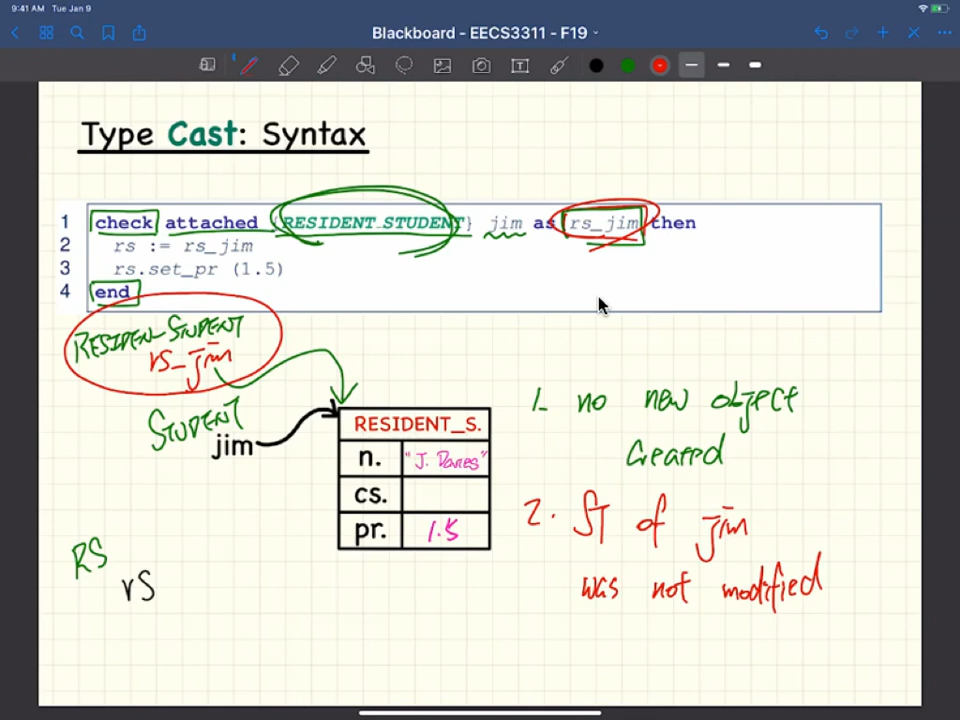 9:41 AM Tue Jan 9
Blackboard - EECS3311 - F19
Type Cast: Syntax
1 check attached {RESIDENT_STUDENT} jim as rs_jim then
2 rs := rs_jim
3 rs.set_pr (1.5)
4 end
RESIDEN_STUDENT
rs_jim
STUDENT
jim
RESIDENT_S.
n. "J. Davies"
cs.
pr. 1.5
RS
rs
1. no new object
created
2. ST of jim
was not modified